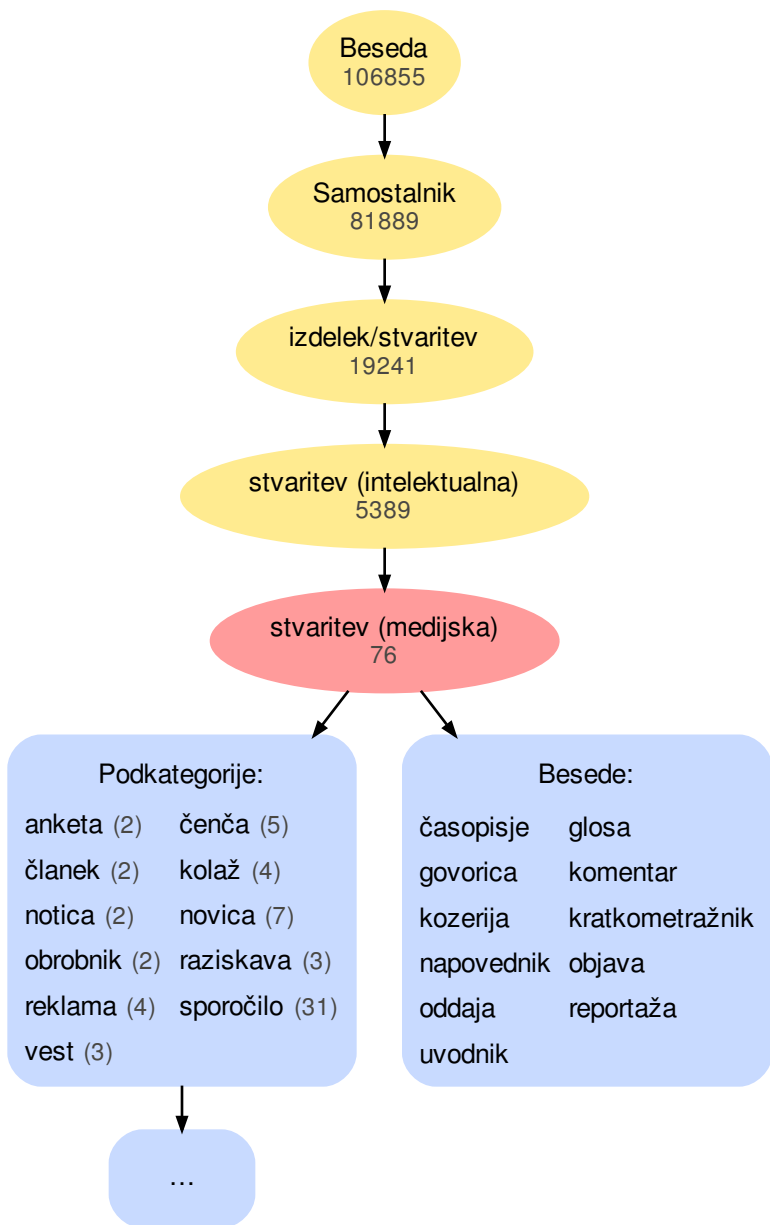 Beseda
106855
Samostalnik
81889
izdelek/stvaritev
19241
stvaritev (intelektualna)
5389
stvaritev (medijska)
76
Podkategorije:
anketa (2) čenča (5)
članek (2) kolaž (4)
notica (2) novica (7)
obrobnik (2) raziskava (3)
reklama (4) sporočilo (31)
vest (3)
...
Besede:
časopisje glosa
govorica komentar
kozerija kratkometražnik
napovednik objava
oddaja reportaža
uvodnik